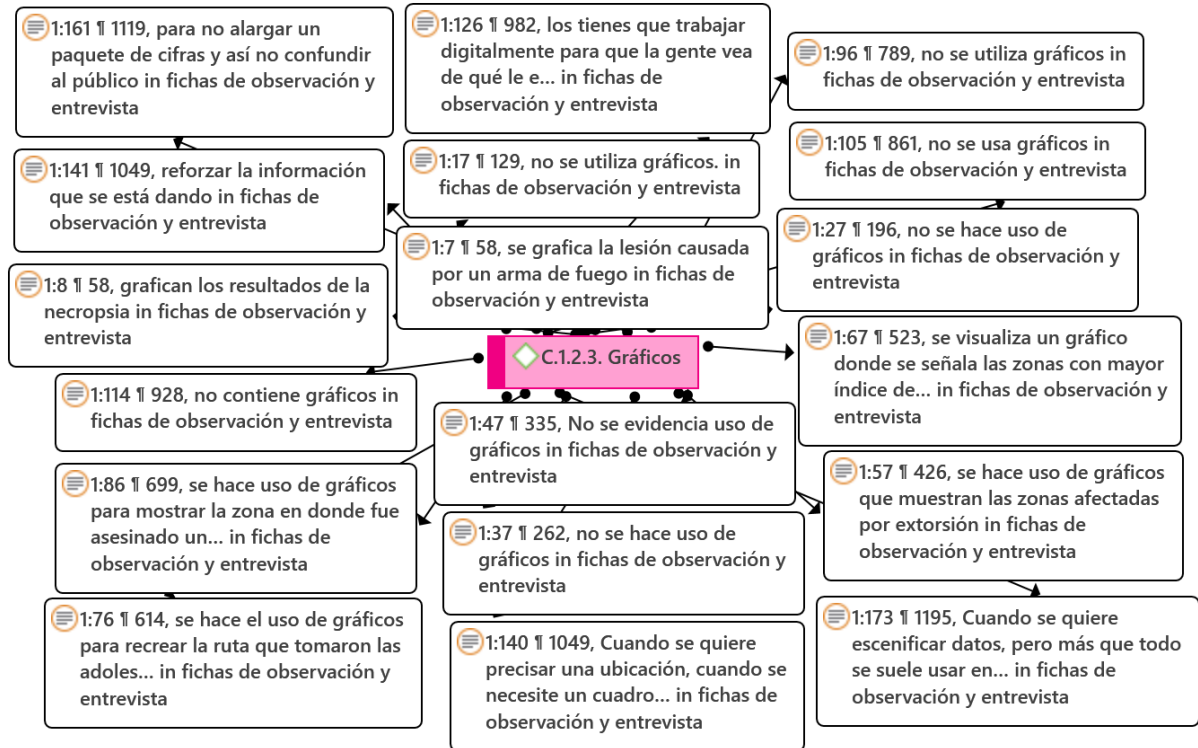 1:161 ¶ 1119, para no alargar un
paquete de cifras y así no confundir
al público in fichas de observación y
entrevista
1:126 ¶ 982, los tienes que trabajar
digitalmente para que la gente vea
de qué le e... in fichas de
observación y entrevista
1:96 ¶ 789, no se utiliza gráficos in
fichas de observación y entrevista
1:105 ¶ 861, no se usa gráficos in
fichas de observación y entrevista
1:141 ¶ 1049, reforzar la información
que se está dando in fichas de
observación y entrevista
1:17 ¶ 129, no se utiliza gráficos. in
fichas de observación y entrevista
1:27 ¶ 196, no se hace uso de
gráficos in fichas de observación y
entrevista
1:7 ¶ 58, se grafica la lesión causada
por un arma de fuego in fichas de
observación y entrevista
1:8 ¶ 58, grafican los resultados de la
necropsia in fichas de observación y
entrevista
C.1.2.3. Gráficos
1:67 ¶ 523, se visualiza un gráfico
donde se señala las zonas con mayor
índice de... in fichas de observación y
entrevista
1:114 ¶ 928, no contiene gráficos in
fichas de observación y entrevista
1:47 ¶ 335, No se evidencia uso de
gráficos in fichas de observación y
entrevista
1:86 ¶ 699, se hace uso de gráficos
para mostrar la zona en donde fue
asesinado un... in fichas de
observación y entrevista
1:57 ¶ 426, se hace uso de gráficos
que muestran las zonas afectadas
por extorsión in fichas de
observación y entrevista
1:37 ¶ 262, no se hace uso de
gráficos in fichas de observación y
entrevista
1:76 ¶ 614, se hace el uso de gráficos
para recrear la ruta que tomaron las
adoles... in fichas de observación y
entrevista
1:140 ¶ 1049, Cuando se quiere
precisar una ubicación, cuando se
necesite un cuadro... in fichas de
observación y entrevista
1:173 ¶ 1195, Cuando se quiere
escenificar datos, pero más que todo
se suele usar en... in fichas de
observación y entrevista